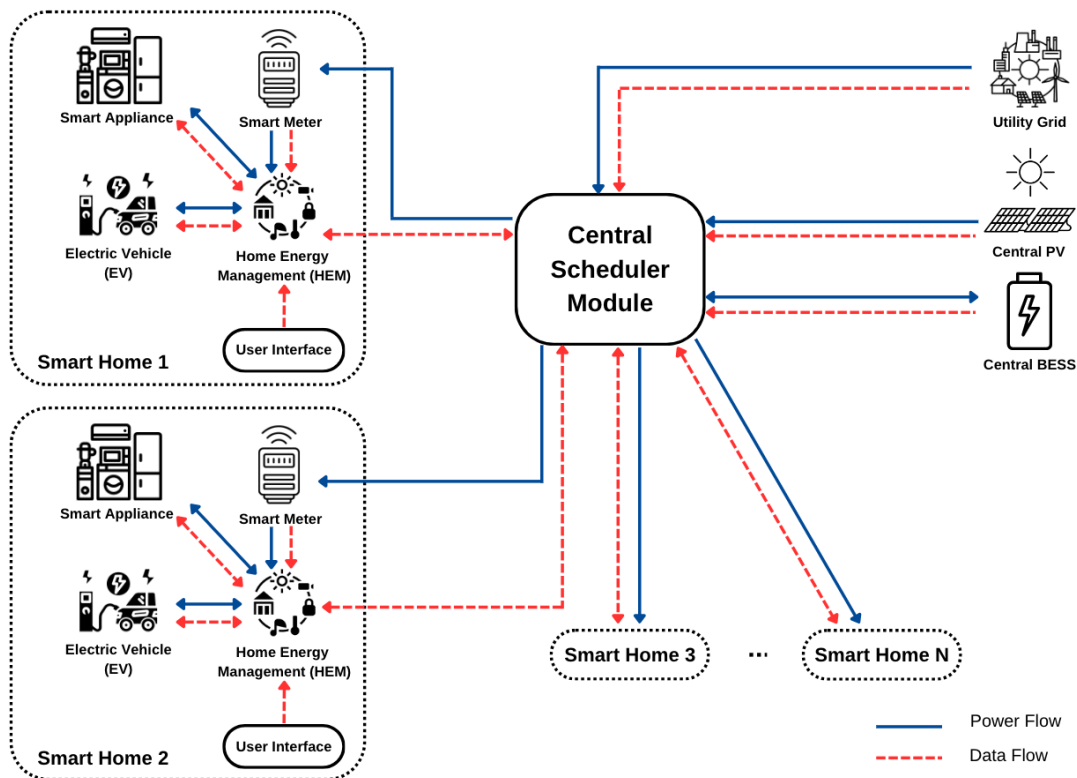 Smart Appliance
Smart Meter
Electric Vehicle
(EV)
Home Energy
Management (HEM)
User Interface
Smart Home 1
Smart Appliance
Smart Meter
Electric Vehicle
(EV)
Home Energy
Management (HEM)
User Interface
Smart Home 2
Central
Scheduler
Module
Utility Grid
Central PV
Central BESS
Smart Home 3
...
Smart Home N
Power Flow
Data Flow